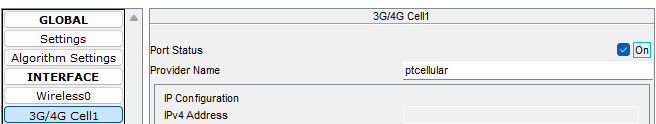 GLOBAL
Settings
Algorithm Settings
INTERFACE
Wireless0
3G/4G Cell1
3G/4G Cell1
Port Status
On
Provider Name
ptcellular
IP Configuration
IPv4 Address